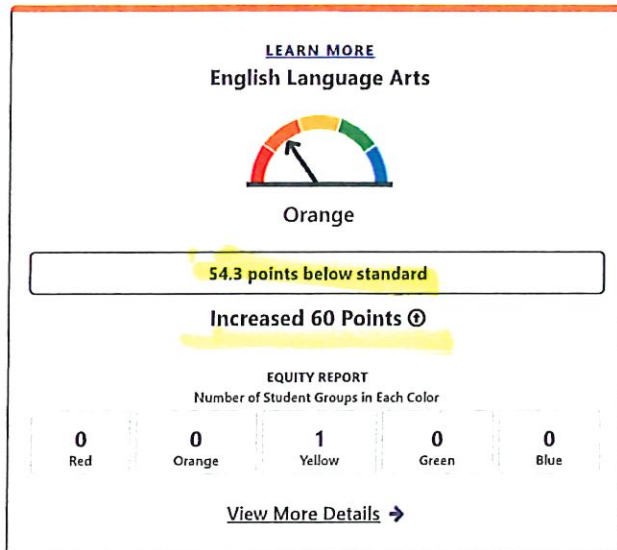 LEARN MORE
English Language Arts
Orange
54.3 points below standard
Increased 60 Points
EQUITY REPORT
Number of Student Groups in Each Color
0 0 1 0 0
Red Orange Yellow Green Blue
View More Details →